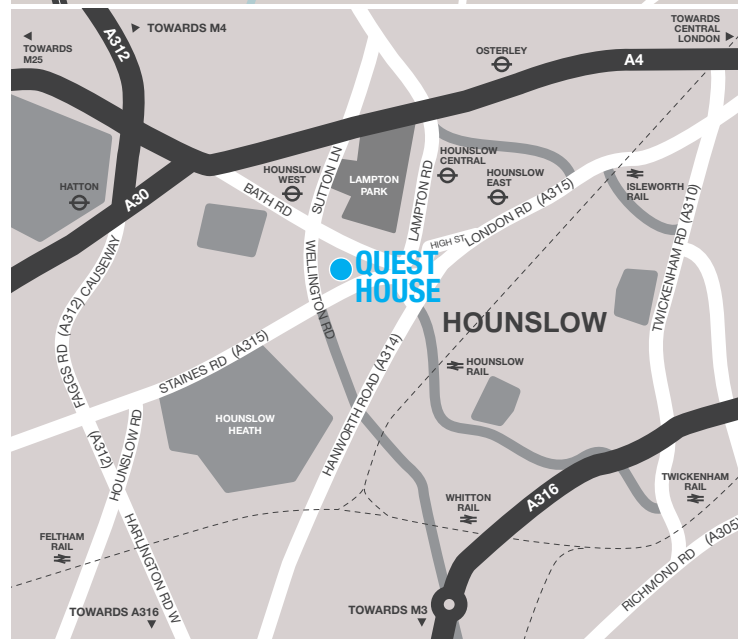 TOWARDS M4
TOWARDS
M25
A312
TOWARDS
CENTRAL
LONDON
OSTERLEY
A4
HATTON
A30
HOUNSLOW
WEST
BATH RD
SUTTON LN
LAMPTON
PARK
LAMPTON RD
HOUNSLOW
CENTRAL
HOUNSLOW
EAST
ISLEWORTH
RAIL
HIGH ST
LONDON RD (A315)
TWICKENHAM RD (A310)
FAGGS RD (A312) CAUSEWAY
WELLINGTON RD
QUEST
HOUSE
HOUNSLOW
STAINES RD (A315)
HANWORTH ROAD (A314)
HOUNSLOW
RAIL
HOUNSLOW
HEATH
(A312)
HOUNSLOW RD
HARLINGTON RD W
FELTHAM
RAIL
WHITTON
RAIL
A316
TWICKENHAM
RAIL
RICHMOND RD (A305)
TOWARDS A316
TOWARDS M3